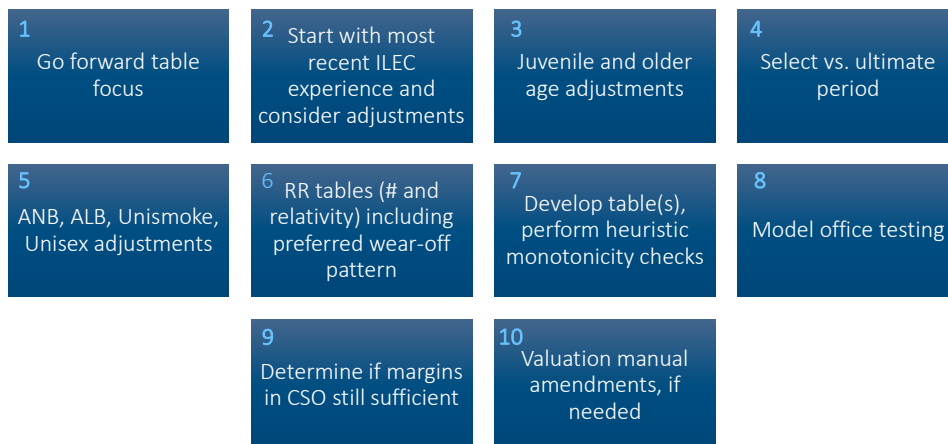 1
Go forward table
focus
2
Start with most
recent ILEC
experience and
consider adjustments
3
Juvenile and older
age adjustments
4
Select vs. ultimate
period
5
ANB, ALB, Unismoke,
Unisex adjustments
6
RR tables (# and
relativity) including
preferred wear-off
pattern
7
Develop table(s),
perform heuristic
monotonicity checks
8
Model office testing
9
Determine if margins
in CSO still sufficient
10
Valuation manual
amendments, if
needed